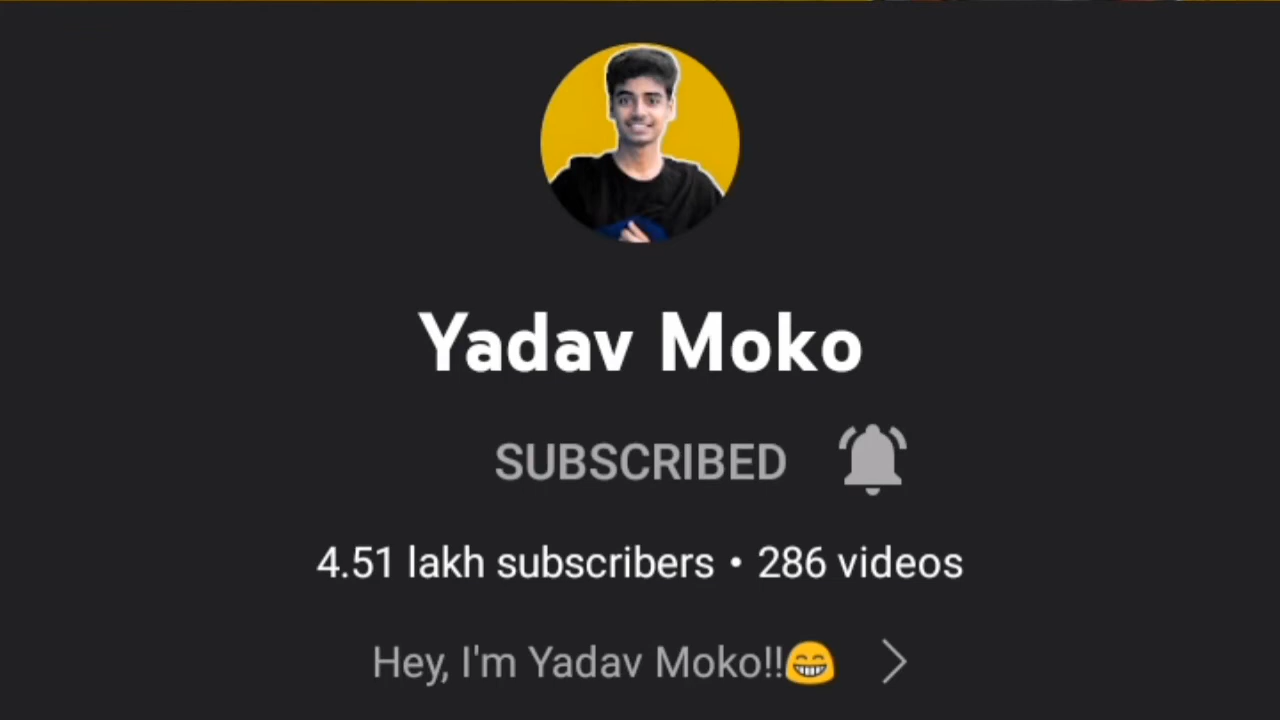 Yadav Moko
SUBSCRIBED
4.51 lakh subscribers • 286 videos
Hey, I'm Yadav Moko!!😁